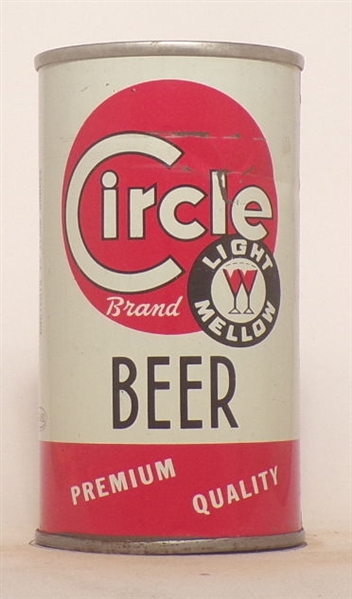 Circle
Brand
LIGHT
MELLOW
BEER
PREMIUM QUALITY